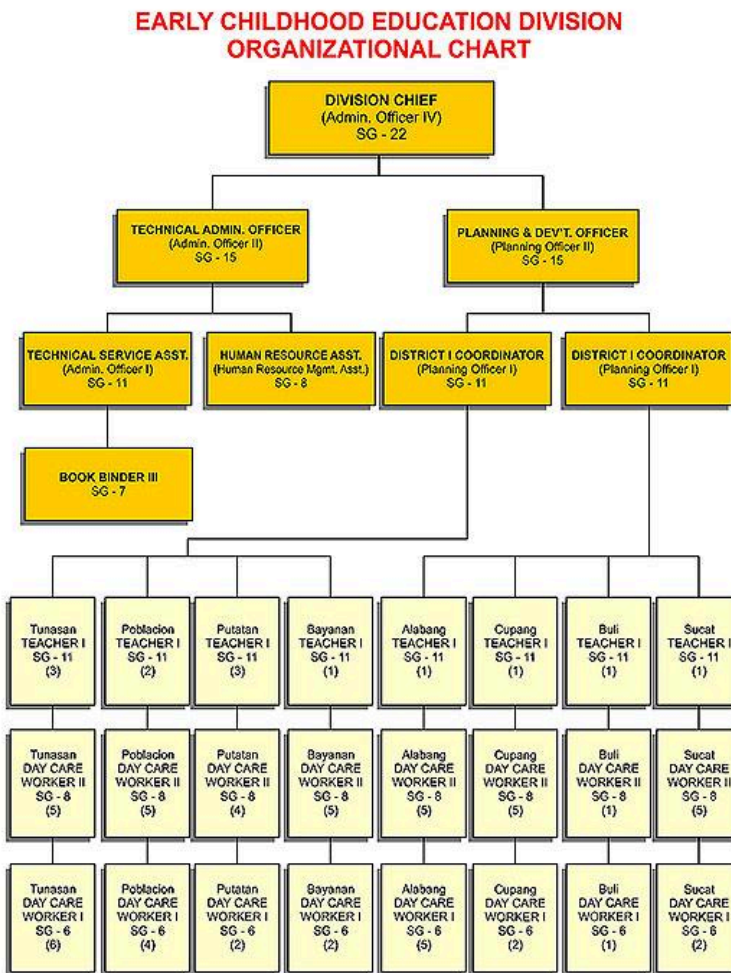 EARLY CHILDHOOD EDUCATION DIVISION
ORGANIZATIONAL CHART
DIVISION CHIEF
(Admin. Officer IV)
SG - 22
TECHNICAL ADMIN. OFFICER
(Admin. Officer II)
SG - 15
PLANNING & DEV'T. OFFICER
(Planning Officer II)
SG - 15
TECHNICAL SERVICE ASST.
(Admin. Officer I)
SG - 11
HUMAN RESOURCE ASST.
(Human Resource Mgmt. Asst.)
SG - 8
DISTRICT I COORDINATOR
(Planning Officer I)
SG - 11
DISTRICT I COORDINATOR
(Planning Officer I)
SG - 11
BOOK BINDER III
SG - 7
Tunasan
TEACHER I
SG - 11
(3)
Poblacion
TEACHER I
SG - 11
(2)
Putatan
TEACHER I
SG - 11
(3)
Bayanan
TEACHER I
SG - 11
(1)
Alabang
TEACHER I
SG - 11
(1)
Cupang
TEACHER I
SG - 11
(1)
Buli
TEACHER I
SG - 11
(1)
Sucat
TEACHER I
SG - 11
(1)
Tunasan
DAY CARE
WORKER II
SG - 8
(5)
Poblacion
DAY CARE
WORKER II
SG - 8
(5)
Putatan
DAY CARE
WORKER II
SG - 8
(4)
Bayanan
DAY CARE
WORKER II
SG - 8
(5)
Alabang
DAY CARE
WORKER II
SG - 8
(5)
Cupang
DAY CARE
WORKER II
SG - 8
(5)
Buli
DAY CARE
WORKER II
SG - 8
(1)
Sucat
DAY CARE
WORKER II
SG - 8
(5)
Tunasan
DAY CARE
WORKER I
SG - 6
(6)
Poblacion
DAY CARE
WORKER I
SG - 6
(4)
Putatan
DAY CARE
WORKER I
SG - 6
(2)
Bayanan
DAY CARE
WORKER I
SG - 6
(2)
Alabang
DAY CARE
WORKER I
SG - 6
(5)
Cupang
DAY CARE
WORKER I
SG - 6
(2)
Buli
DAY CARE
WORKER I
SG - 6
(1)
Sucat
DAY CARE
WORKER I
SG - 6
(2)